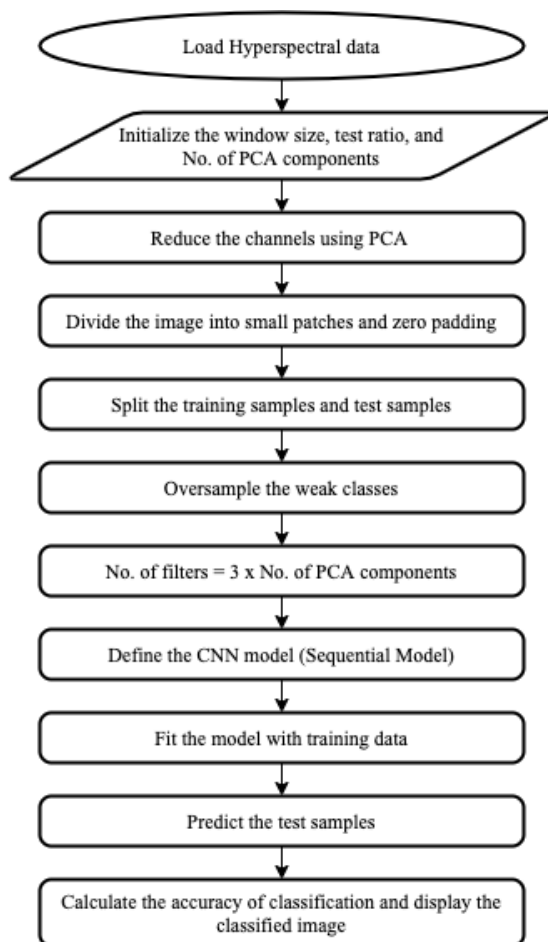 Load Hyperspectral data
Initialize the window size, test ratio, and
No. of PCA components
Reduce the channels using PCA
Divide the image into small patches and zero padding
Split the training samples and test samples
Oversample the weak classes
No. of filters = 3 x No. of PCA components
Define the CNN model (Sequential Model)
Fit the model with training data
Predict the test samples
Calculate the accuracy of classification and display the
classified image